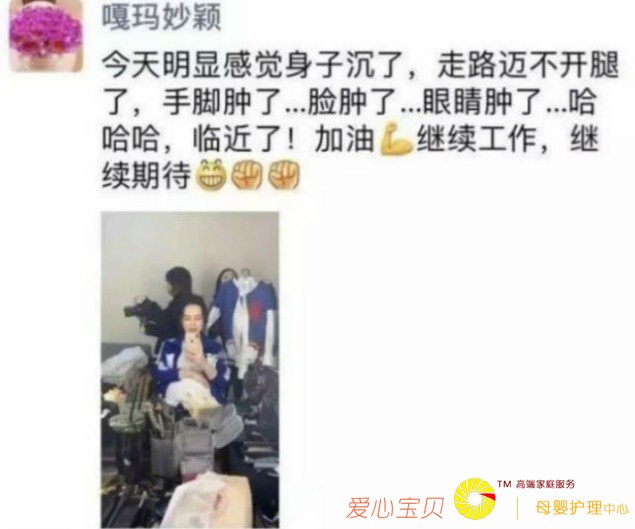 嘎玛妙颖
今天明显感觉身子沉了，走路迈不开腿
了，手脚肿了...脸肿了...眼睛肿了...哈
哈哈，临近了！加油💪继续工作，继
续期待😁✊✊
爱心宝贝
TM 高端家庭服务
母婴护理中心